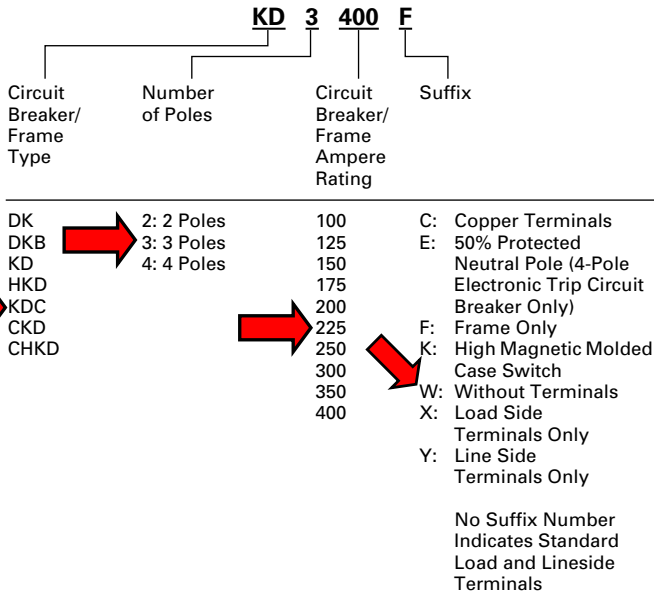 KD 3 400 F
Circuit
Breaker/
Frame
Type
Number
of Poles
Circuit
Breaker/
Frame
Ampere
Rating
Suffix
DK
DKB
KD
HKD
KDC
CKD
CHKD
2: 2 Poles
3: 3 Poles
4: 4 Poles
100
125
150
175
200
225
250
300
350
400
C: Copper Terminals
E: 50% Protected
Neutral Pole (4-Pole
Electronic Trip Circuit
Breaker Only)
F: Frame Only
K: High Magnetic Molded
Case Switch
W: Without Terminals
X: Load Side
Terminals Only
Y: Line Side
Terminals Only
No Suffix Number
Indicates Standard
Load and Lineside
Terminals